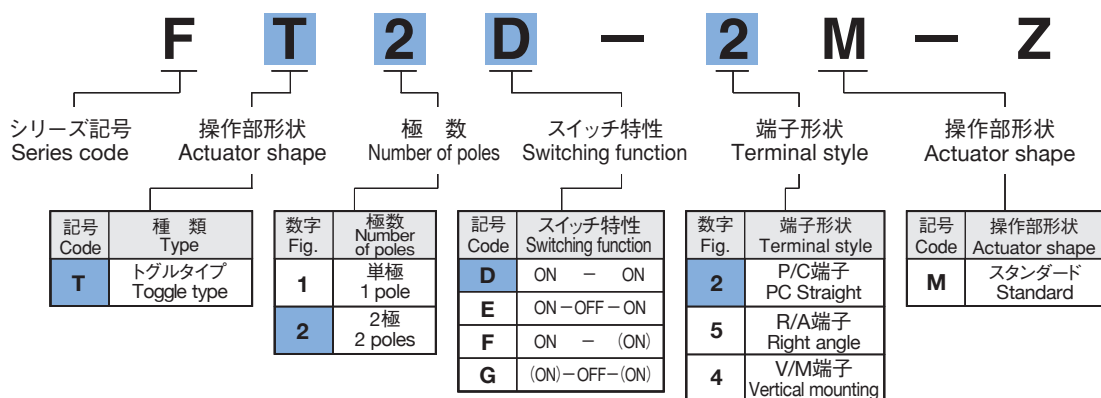 F T 2 D － 2 M － Z
シリーズ記号
Series code
操作部形状
Actuator shape
極　数
Number of poles
スイッチ特性
Switching function
端子形状
Terminal style
操作部形状
Actuator shape
記号
Code
種　類
Type
T
トグルタイプ
Toggle type
数字
Fig.
極数
Number
of poles
1
単極
1 pole
2
2極
2 poles
記号
Code
スイッチ特性
Switching function
D ON － ON
E ON－OFF－ON
F ON － (ON)
G (ON)－OFF－(ON)
数字
Fig.
端子形状
Terminal style
2
P/C端子
PC Straight
5
R/A端子
Right angle
4
V/M端子
Vertical mounting
記号
Code
操作部形状
Actuator shape
M
スタンダード
Standard